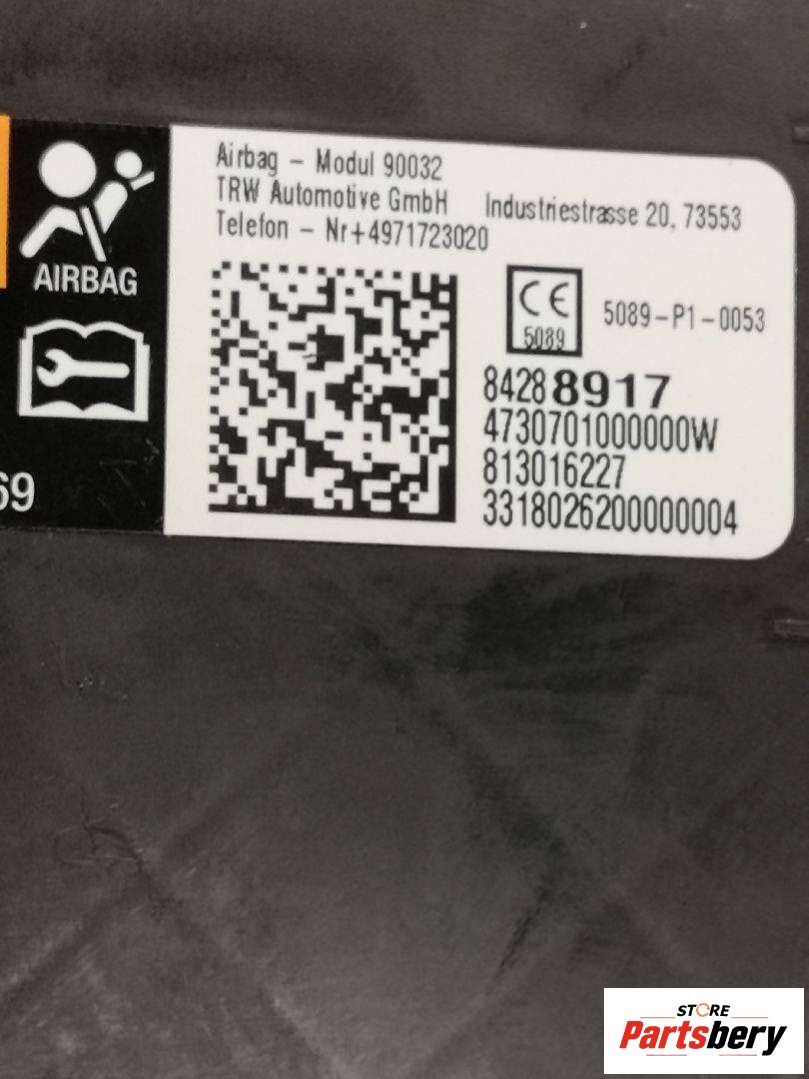 Airbag - Modul 90032
TRW Automotive GmbH Industriestrasse 20, 73553
Telefon - Nr+4971723020
AIRBAG
CE
5089
5089-P1-0053
84288917
4730701000000W
813016227
3318026200000004
69
STORE
Partsbery